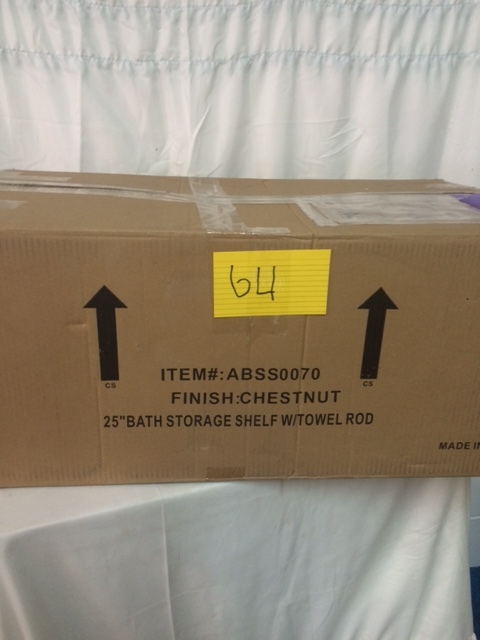 64
CS
CS
ITEM#:ABSS0070
FINISH:CHESTNUT
25"BATH STORAGE SHELF W/TOWEL ROD
MADE IN